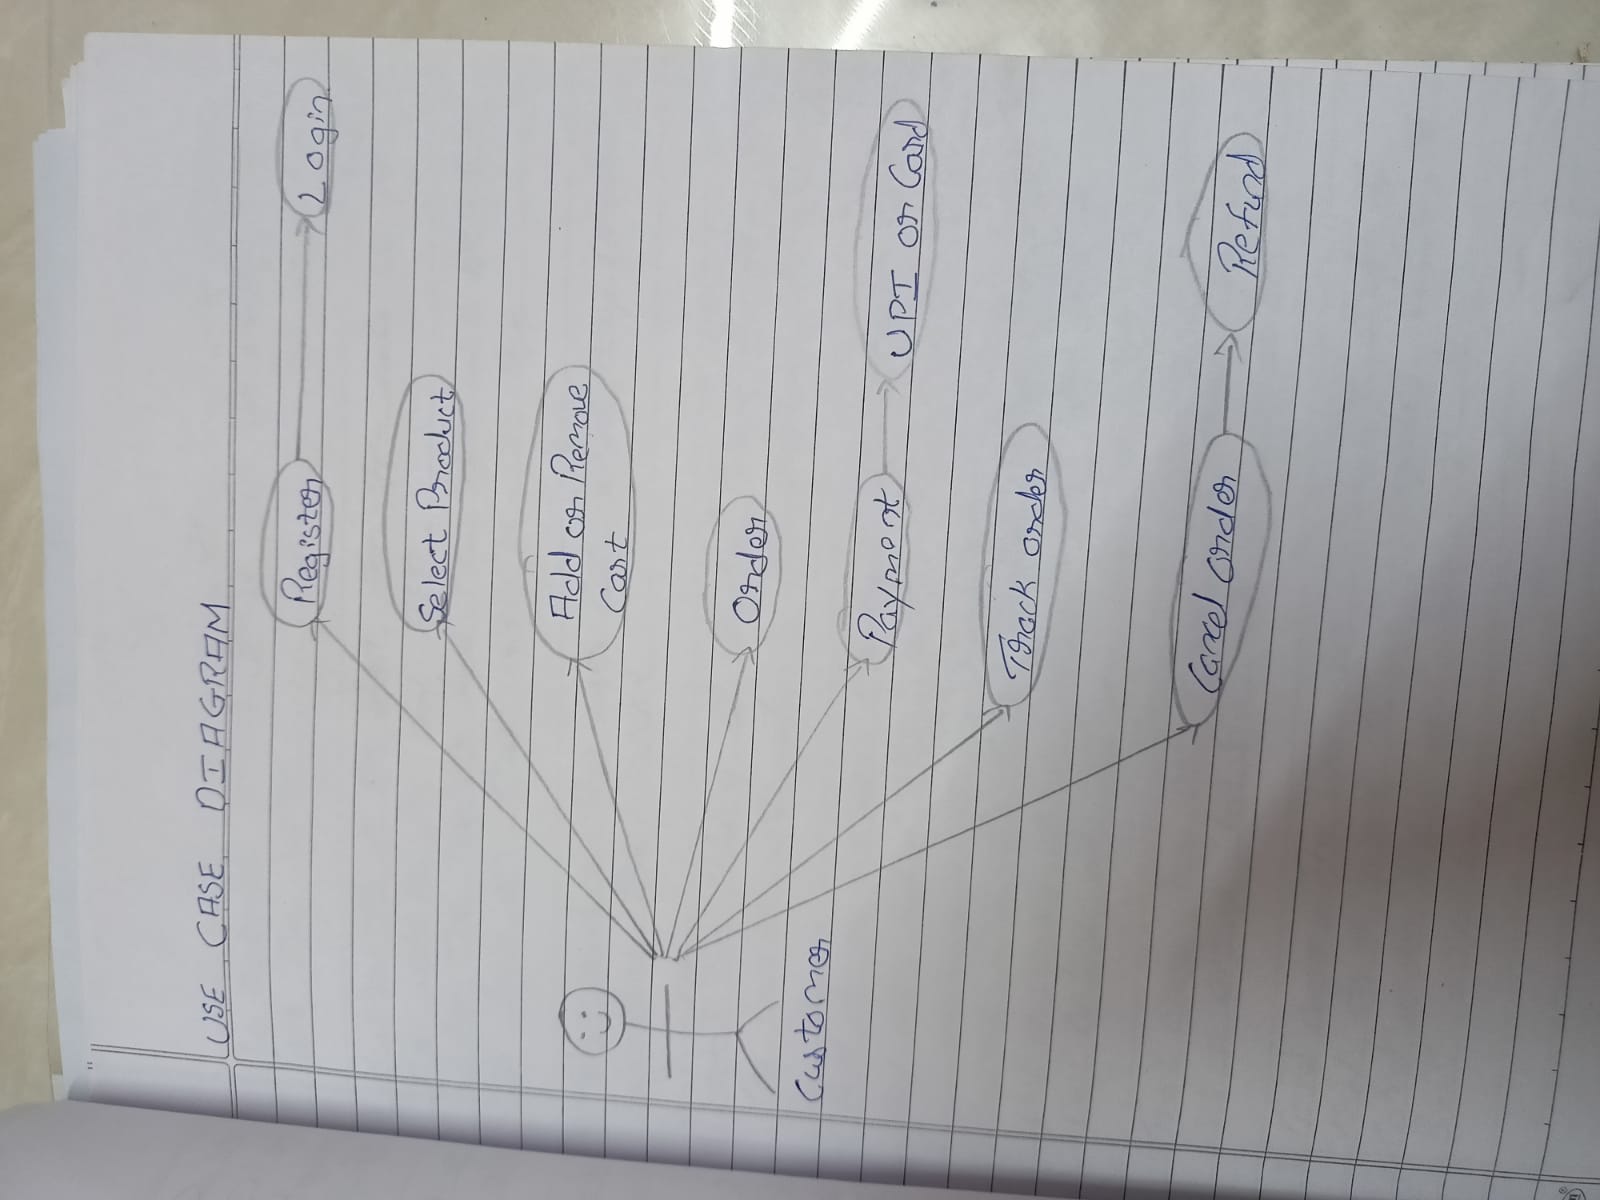 USE CASE DIAGRAM
Register
Login
Select Product
Add or Remove
Cart
Order
Customer
Payment
UPI or Card
Track order
Cancel order
Refund